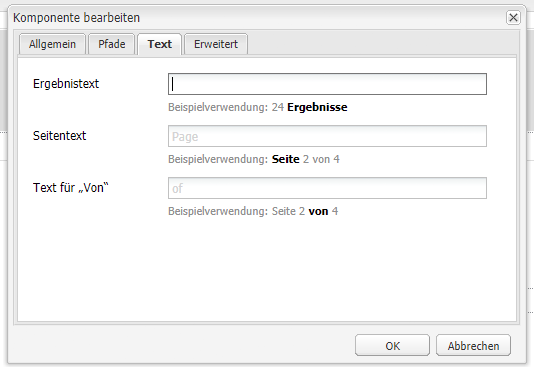 Komponente bearbeiten
Allgemein Pfade Text Erweitert
Ergebnistext
Beispielverwendung: 24 Ergebnisse
Seitentext Page
Beispielverwendung: Seite 2 von 4
Text für „Von“ of
Beispielverwendung: Seite 2 von 4
OK Abbrechen